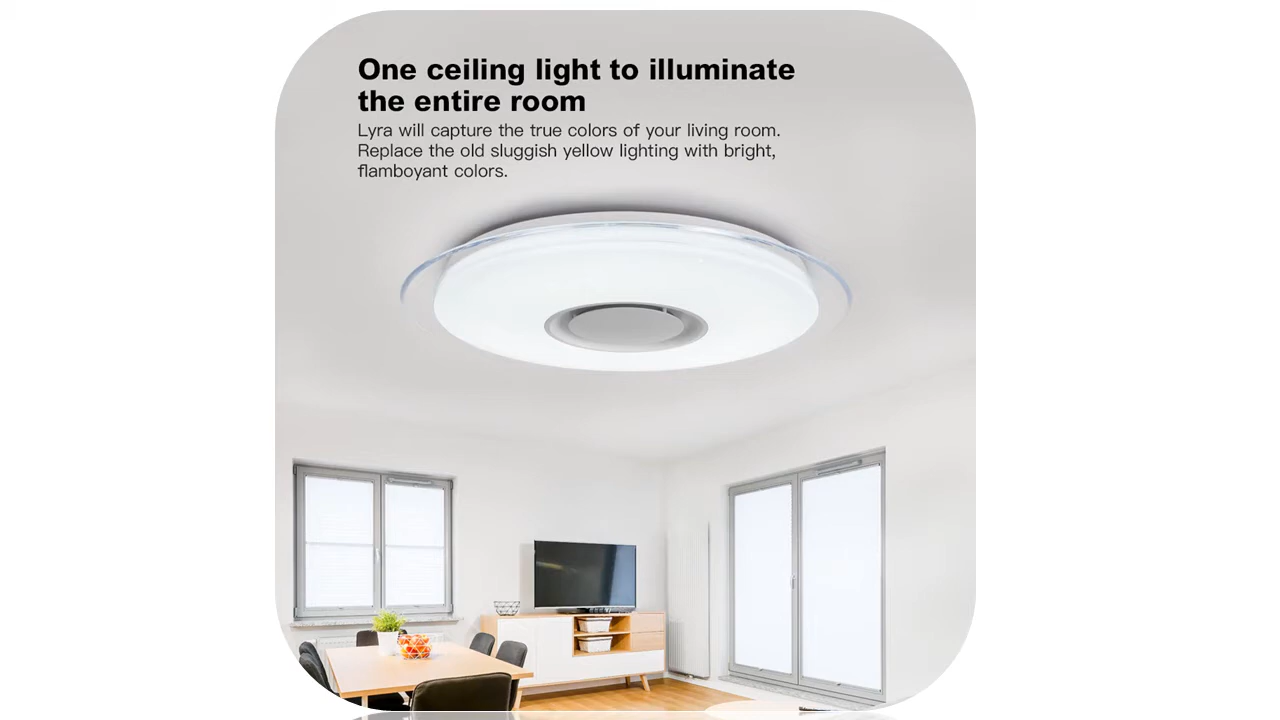 One ceiling light to illuminate
the entire room
Lyra will capture the true colors of your living room.
Replace the old sluggish yellow lighting with bright,
flamboyant colors.